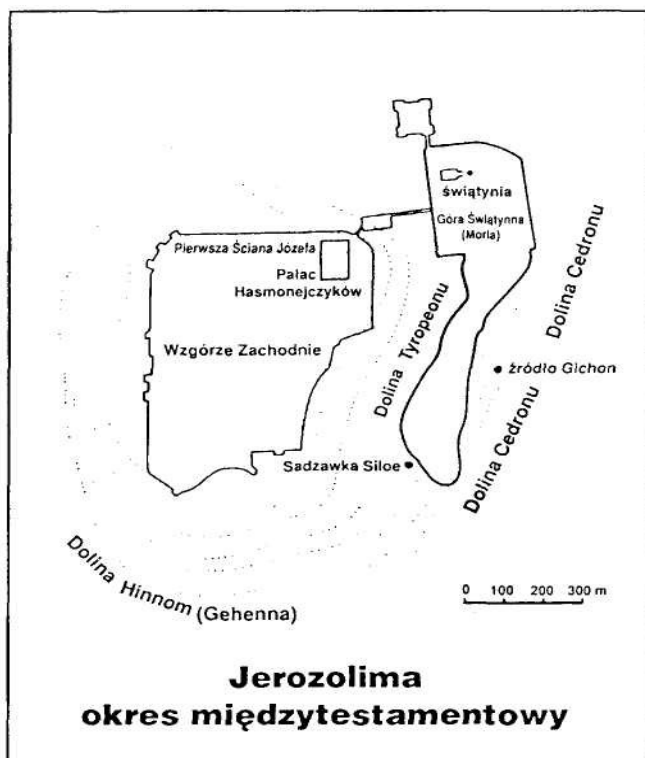 świątynia
Góra Świątynna
(Moria)
Pierwsza Ściana Józefa
Pałac
Hasmonejczyków
Wzgórze Zachodnie
Dolina Tyropeonu
Dolina Cedronu
źródło Gichon
Dolina Cedronu
Sadzawka Siloe
Dolina Hinnom (Gehenna)
0 100 200 300 m
Jerozolima
okres międzytestamentowy